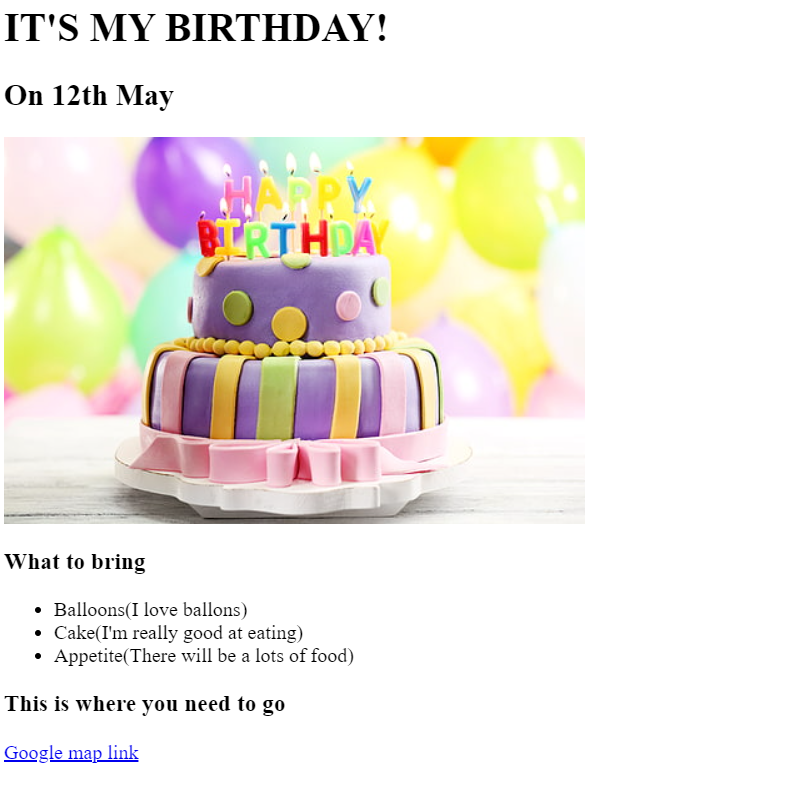 IT'S MY BIRTHDAY!
On 12th May
HAPPY
BIRTHDAY
What to bring
Balloons(I love ballons)
Cake(I'm really good at eating)
Appetite(There will be a lots of food)
This is where you need to go
Google map link